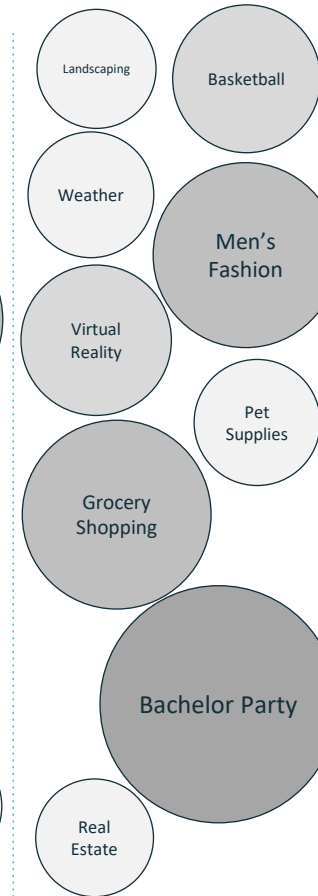 Landscaping
Basketball
Weather
Men's
Fashion
Virtual
Reality
Pet
Supplies
Grocery
Shopping
Bachelor Party
Real
Estate